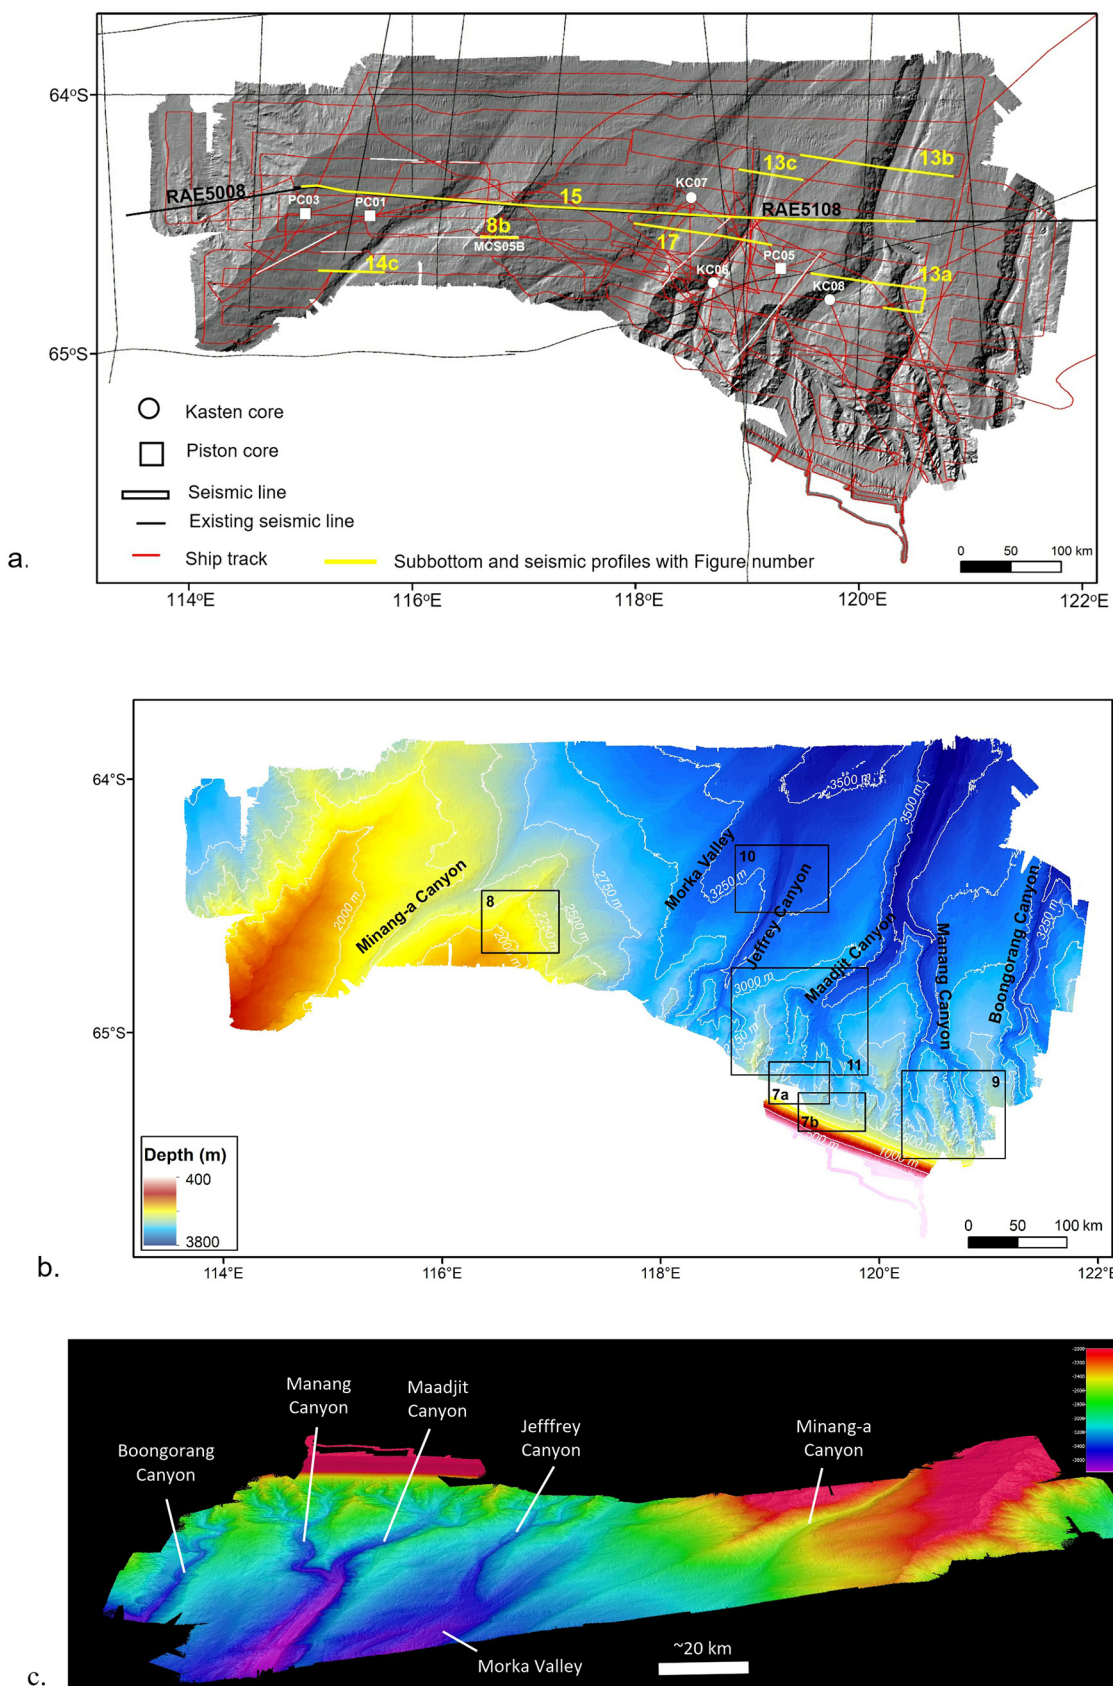 64°S
13b
13c
KC07
RAE5008
PC03
PC01
15
RAE5108
8b
MCS05B
17
14c
KC06
PC05
13a
KC08
65°S
Kasten core
Piston core
Seismic line
Existing seismic line
Ship track
Subbottom and seismic profiles with Figure number
0 50 100 km
a.
114°E 116°E 118°E 120°E 122°E
64°S
3500 m
3500 m
Morka Valley
10
3250 m
2750 m
2000 m
Minang-a Canyon
8
2500 m
2250 m
2000 m
Jeffrey Canyon
Maadjit Canyon
Manang Canyon
Boongorang Canyon
3250 m
3000 m
65°S
11
7a
9
7b
2500 m
1000 m
Depth (m)
400
3800
0 50 100 km
b.
114°E 116°E 118°E 120°E 122°E
Manang
Canyon
Maadjit
Canyon
Jefffrey
Canyon
Minang-a
Canyon
Boongorang
Canyon
Morka Valley
~20 km
c.